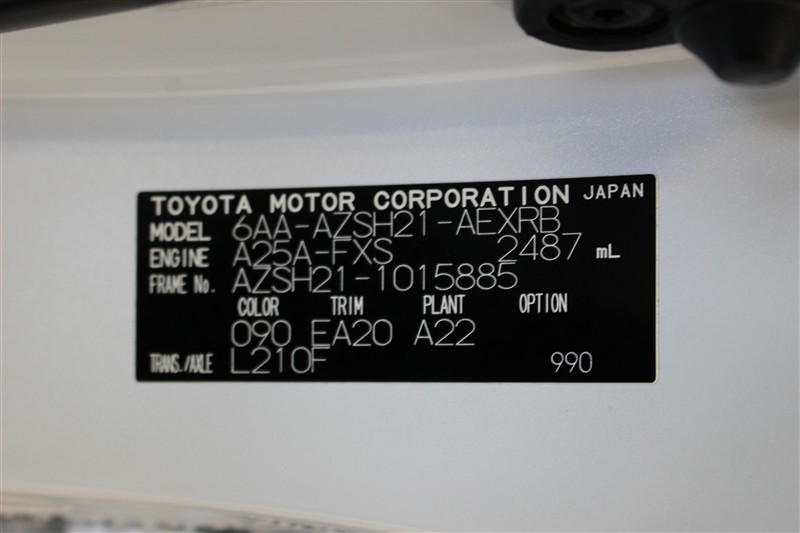 TOYOTA MOTOR CORPORATION JAPAN
MODEL 6AA-AZSH21-AEXRB
ENGINE A25A-FXS 2487 mL
FRAME No. AZSH21-1015885
COLOR TRIM PLANT OPTION
090 EA20 A22
TRANS./AXLE L210F 990